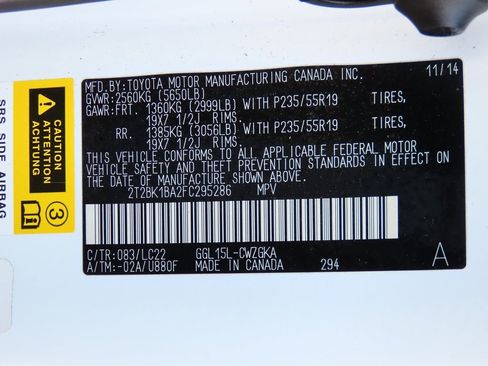 MFD.BY:TOYOTA MOTOR MANUFACTURING CANADA INC. 11/14
GVWR:2560KG (5650LB)
GAWR:FRT. 1360KG (2999LB) WITH P235/55R19 TIRES,
19X7 1/2J RIMS.
RR. 1385KG (3056LB) WITH P235/55R19 TIRES,
19X7 1/2J RIMS.
THIS VEHICLE CONFORMS TO ALL APPLICABLE FEDERAL MOTOR
VEHICLE SAFETY AND THEFT PREVENTION STANDARDS IN EFFECT
ON THE DATE OF MANUFACTURE SHOWN ABOVE.
2T2BK1BA2FC295286 MPV
C/TR:083/LC22 GGL15L-CWZGKA A
A/TM:-02A/U880F MADE IN CANADA 294
CAUTION
ATTENTION
SRS SIDE AIRBAG
3